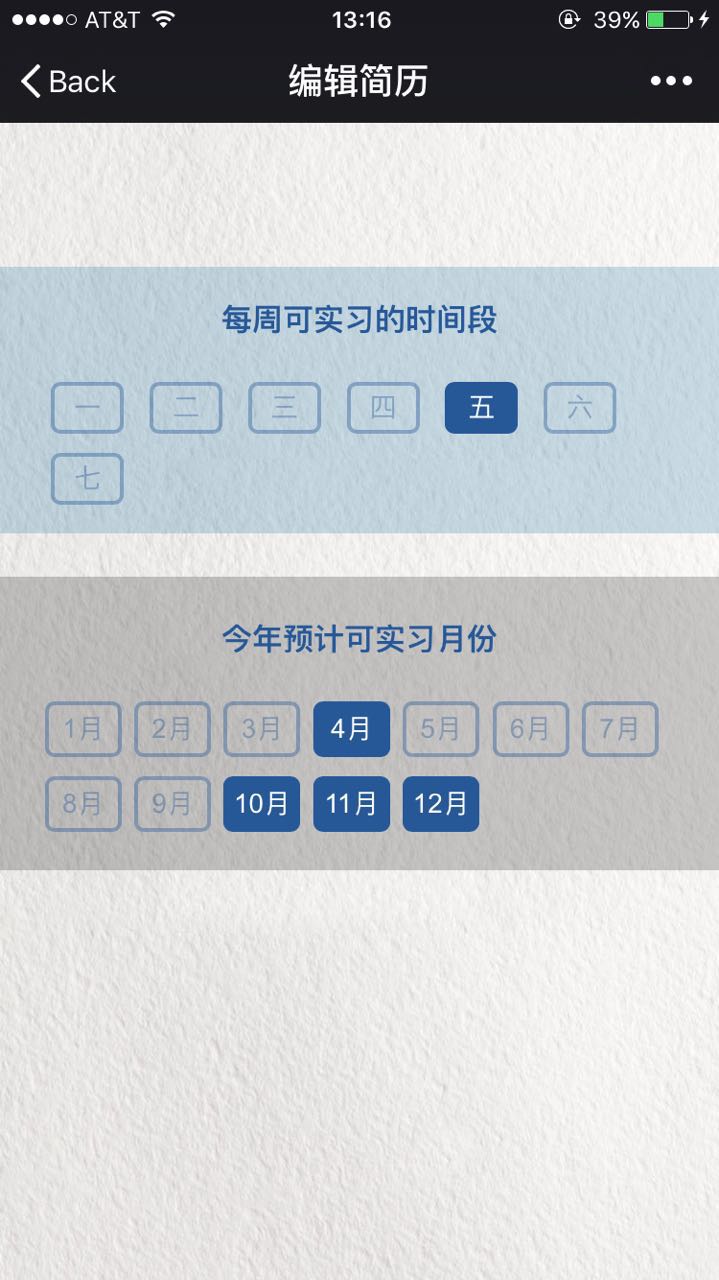 AT&T 13:16 39%
Back 编辑简历
每周可实习的时间段
一 二 三 四 五 六
七
今年预计可实习月份
1月 2月 3月 4月 5月 6月 7月
8月 9月 10月 11月 12月